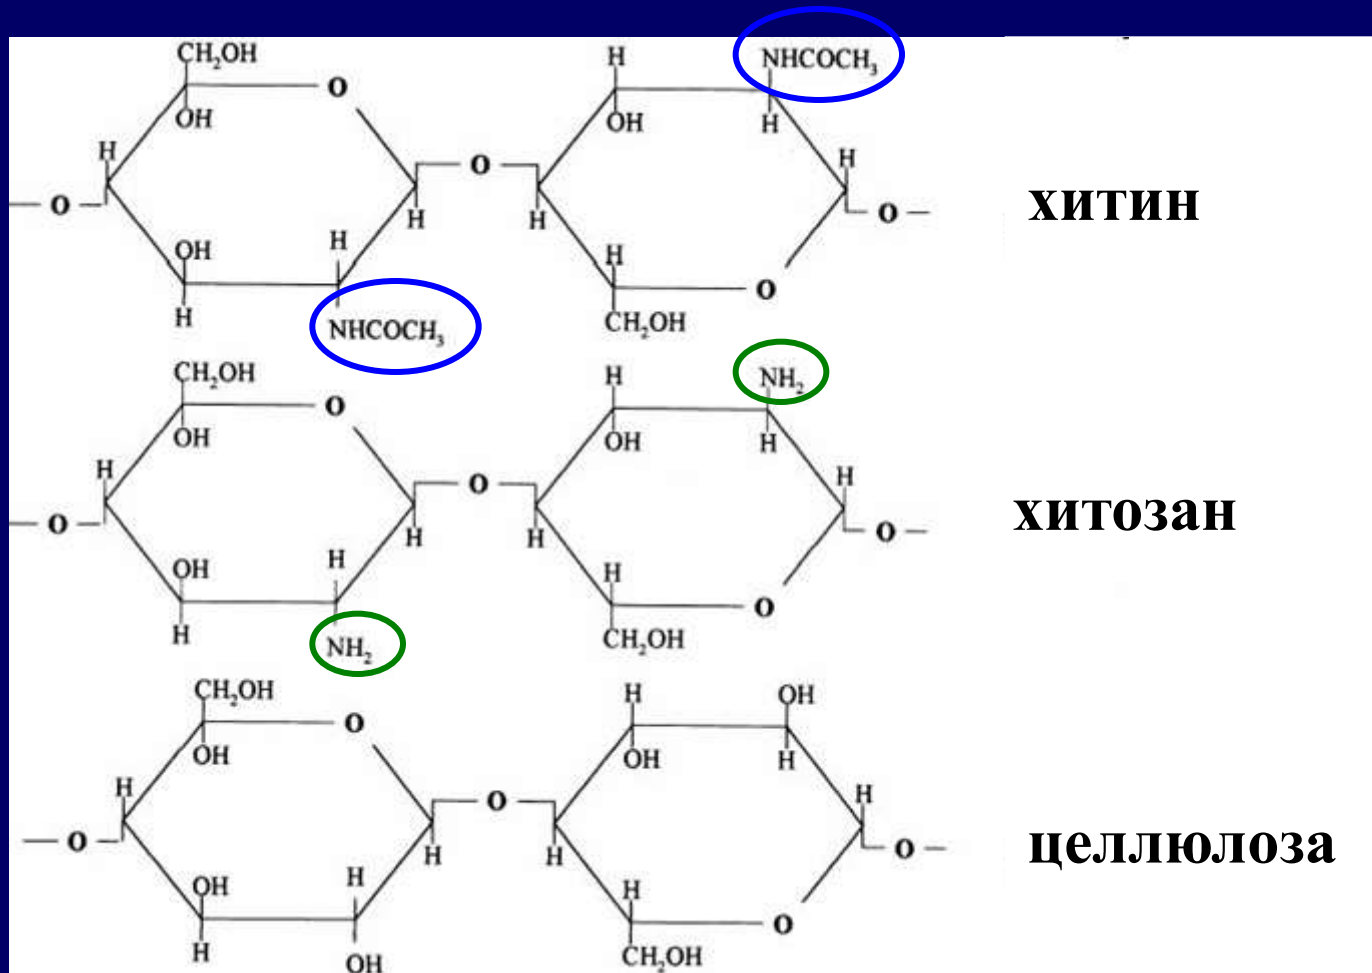 CH₂OH H NHCOCH₃
O
OH OH H
H O H
O H H O
OH H H
O
H NHCOCH₃ CH₂OH
хитин
CH₂OH H NH₂
O
OH OH H
H O H
O H H O
OH H H
O
H NH₂ CH₂OH
хитозан
CH₂OH H OH
O
OH OH H
H O H
O H H O
OH H H
O
H OH CH₂OH
целлюлоза